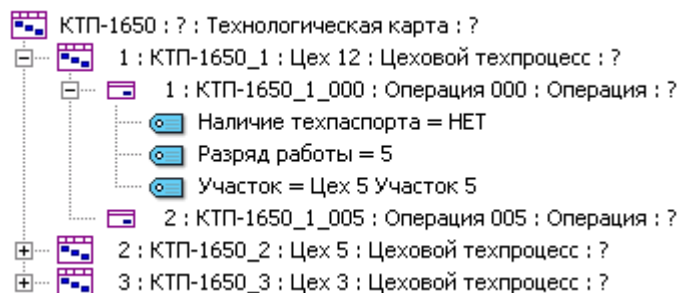 КТП-1650 : ? : Технологическая карта : ?
1 : КТП-1650_1 : Цех 12 : Цеховой техпроцесс : ?
1 : КТП-1650_1_000 : Операция 000 : Операция : ?
Наличие техпаспорта = НЕТ
Разряд работы = 5
Участок = Цех 5 Участок 5
2 : КТП-1650_1_005 : Операция 005 : Операция : ?
2 : КТП-1650_2 : Цех 5 : Цеховой техпроцесс : ?
3 : КТП-1650_3 : Цех 3 : Цеховой техпроцесс : ?